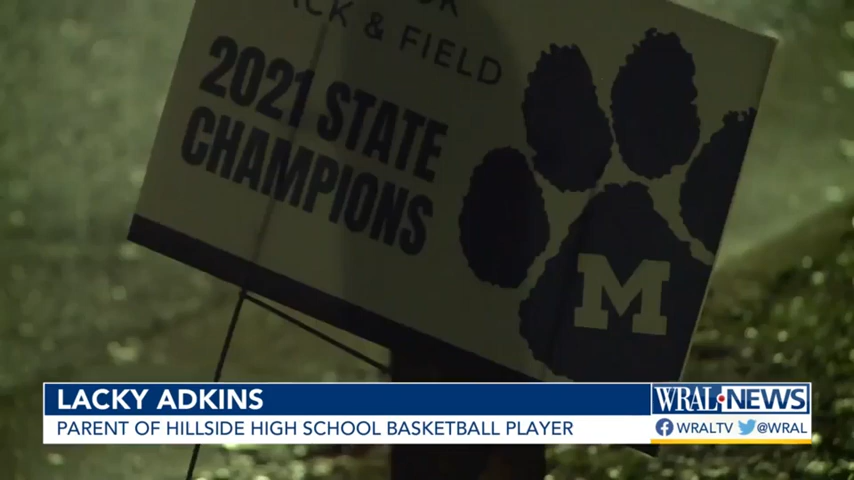 & FIELD
2021 STATE
CHAMPIONS
M
LACKY ADKINS
PARENT OF HILLSIDE HIGH SCHOOL BASKETBALL PLAYER
WRAL NEWS
WRALTV @WRAL